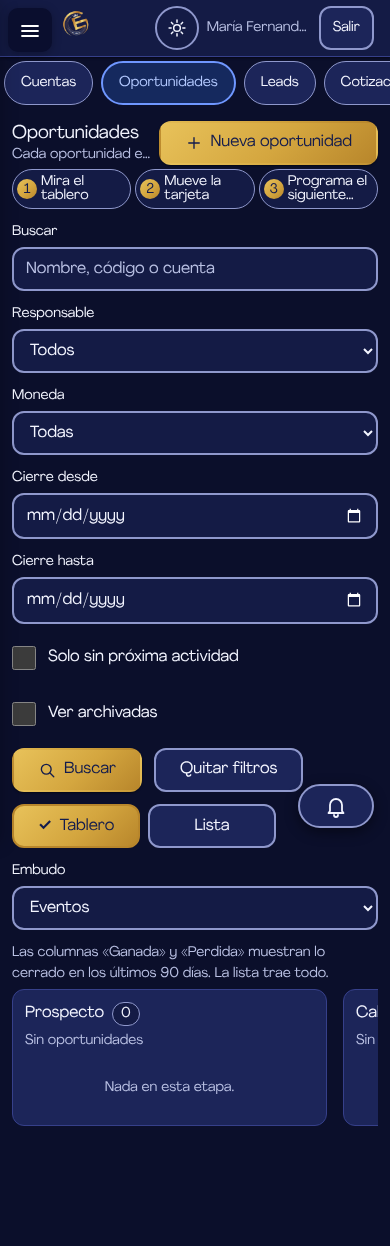 María Fernand...
Salir
Cuentas
Oportunidades
Leads
Cotizac
Oportunidades
Cada oportunidad e...
+ Nueva oportunidad
1 Mira el
tablero
2 Mueve la
tarjeta
3 Programa el
siguiente...
Buscar
Nombre, código o cuenta
Responsable
Todos
Moneda
Todas
Cierre desde
mm/dd/yyyy
Cierre hasta
mm/dd/yyyy
Solo sin próxima actividad
Ver archivadas
Buscar
Quitar filtros
Tablero
Lista
Embudo
Eventos
Las columnas «Ganada» y «Perdida» muestran lo
cerrado en los últimos 90 días. La lista trae todo.
Prospecto 0
Cal
Sin oportunidades
Sin
Nada en esta etapa.